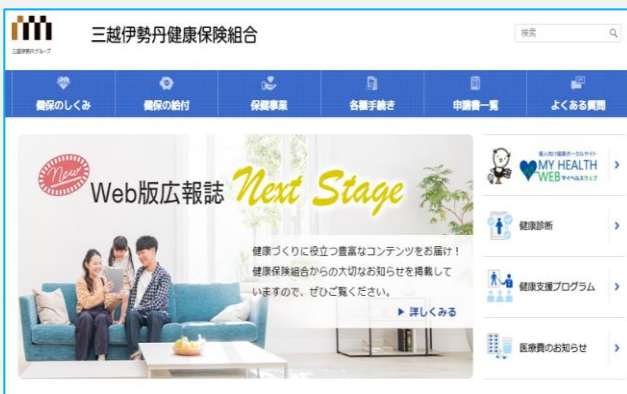 三越伊勢丹グループ
三越伊勢丹健康保険組合
検索
健保のしくみ
健保の給付
保健事業
各種手続き
申請書一覧
よくある質問
New
Web版広報誌 Next Stage
健康づくりに役立つ豊富なコンテンツをお届け！
健康保険組合からの大切なお知らせを掲載して
いますので、ぜひご覧ください。
▶ 詳しくみる
個人向け健康ポータルサイト
MY HEALTH
WEB マイヘルスウェブ
健康診断
健康支援プログラム
医療費のお知らせ